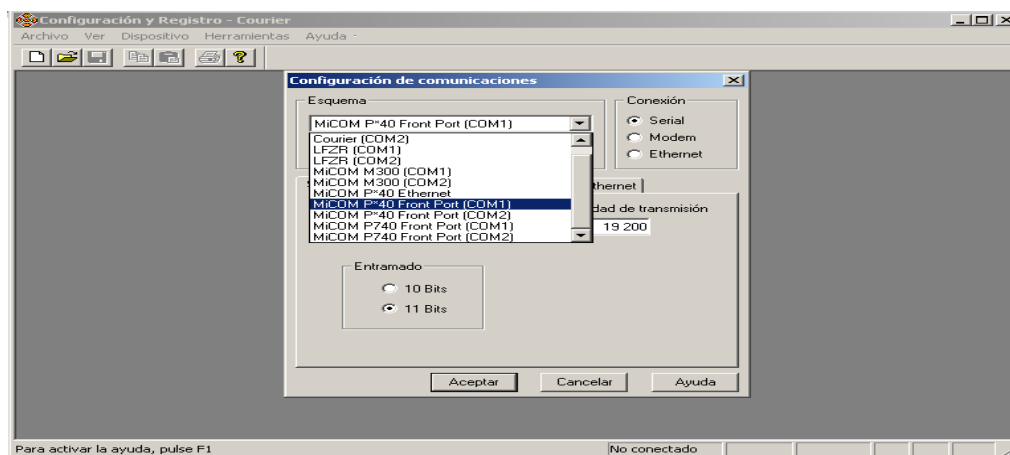 Configuración y Registro - Courier
Archivo Ver Dispositivo Herramientas Ayuda
Configuración de comunicaciones
Esquema
Conexión
MiCOM P*40 Front Port (COM1)
Serial
Modem
Ethernet
Courier (COM2)
LFZR (COM1)
LFZR (COM2)
MiCOM M300 (COM1)
MiCOM M300 (COM2)
MiCOM P*40 Ethernet
MiCOM P*40 Front Port (COM1)
MiCOM P*40 Front Port (COM2)
MiCOM P740 Front Port (COM1)
MiCOM P740 Front Port (COM2)
thernet
dad de transmisión
19 200
Entramado
10 Bits
11 Bits
Aceptar Cancelar Ayuda
Para activar la ayuda, pulse F1 No conectado